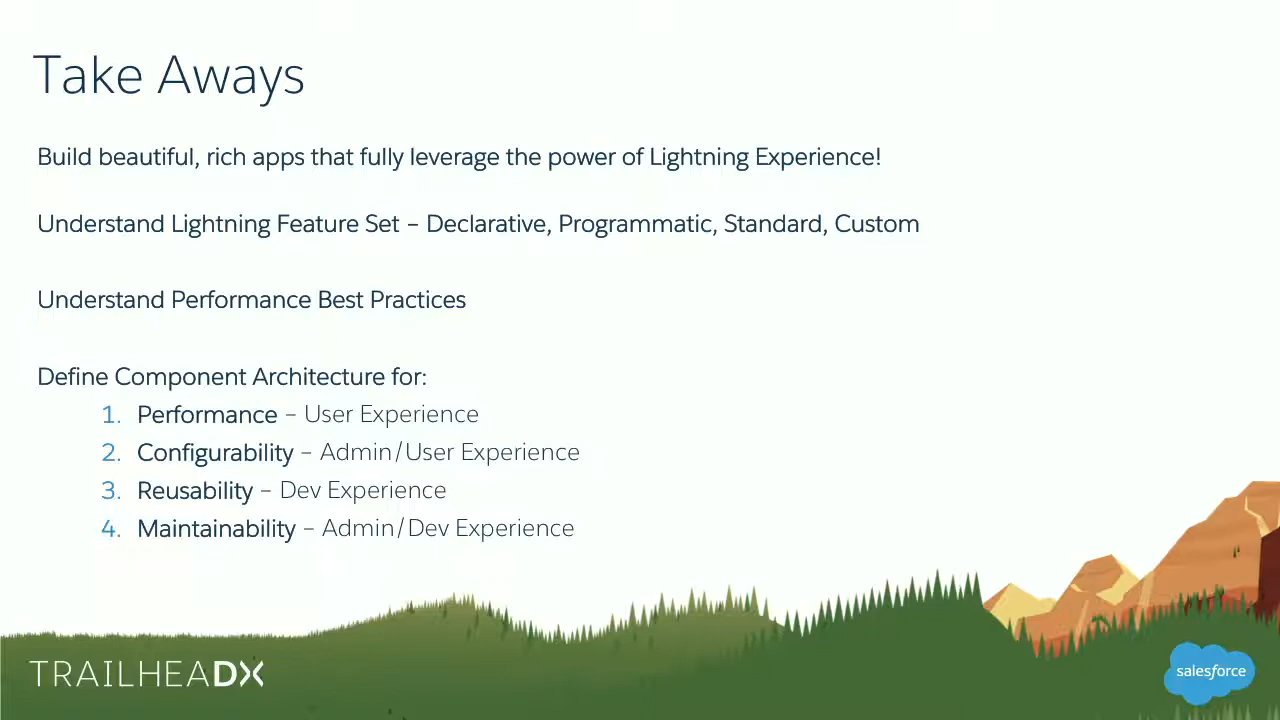 Take Aways
Build beautiful, rich apps that fully leverage the power of Lightning Experience!
Understand Lightning Feature Set – Declarative, Programmatic, Standard, Custom
Understand Performance Best Practices
Define Component Architecture for:
1. Performance – User Experience
2. Configurability – Admin/User Experience
3. Reusability – Dev Experience
4. Maintainability – Admin/Dev Experience
TRAILHEADX
salesforce